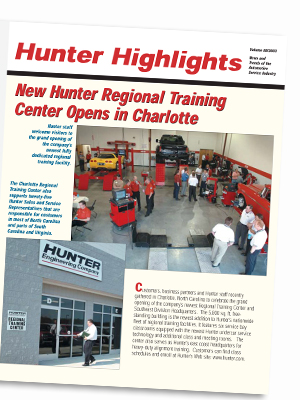 Hunter Highlights
News and
Trends of the
Automotive
Service Industry
New Hunter Regional Training
Center Opens in Charlotte
Hunter staff
welcome visitors to
the grand opening of
the company's
newest fully
dedicated regional
training facility.
The Charlotte Regional
Training Center also
supports twenty-five
Hunter Sales and Service
Representatives that are
responsible for customers
in most of North Carolina
and parts of South
Carolina and Virginia.
HUNTER
Engineering Company
REGIONAL
TRAINING
CENTER
D
Customers, business partners and Hunter staff recently
gathered in Charlotte, North Carolina to celebrate the grand
opening of the company's newest Regional Training Center and
Southeast Division Headquarters. The 5,600 sq. ft. free-
standing building is the newest addition to Hunter's nationwide
fleet of regional training facilities. It features six service bay
classrooms equipped with the newest Hunter undercar service
technology and additional class and meeting rooms. The
center also serves as Hunter's east coast headquarters for
heavy-duty alignment training. Customers can find class
schedules and enroll at Hunter's Web site: www.hunter.com.